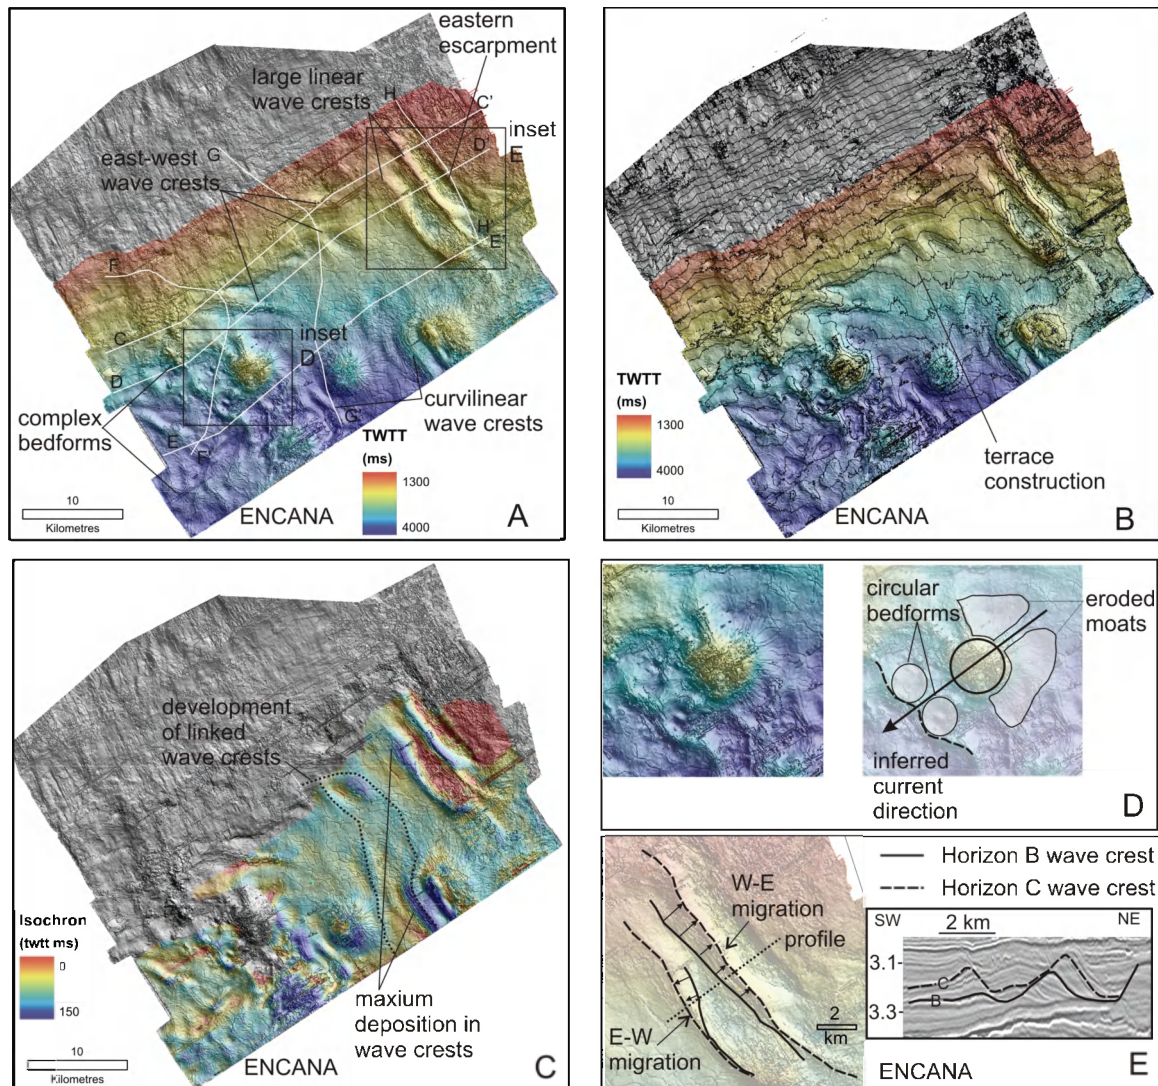 eastern
escarpment
large linear
wave crests
H
C'
inset
D'
E
G
east-west
wave crests
H'
E'
F
C
inset
D
D
complex
bedforms
curvilinear
wave crests
G'
E
F'
TWTT
(ms)
1300
4000
10
Kilometres
ENCANA
A
TWTT
(ms)
1300
4000
terrace
construction
10
Kilometres
ENCANA
B
development
of linked
wave crests
Isochron
(twtt ms)
0
150
maxium
deposition in
wave crests
10
Kilometres
ENCANA
C
circular
bedforms
eroded
moats
inferred
current
direction
D
W-E
migration
profile
E-W
migration
2
km
Horizon B wave crest
Horizon C wave crest
SW
2 km
NE
3.1
3.3
C
B
ENCANA
E